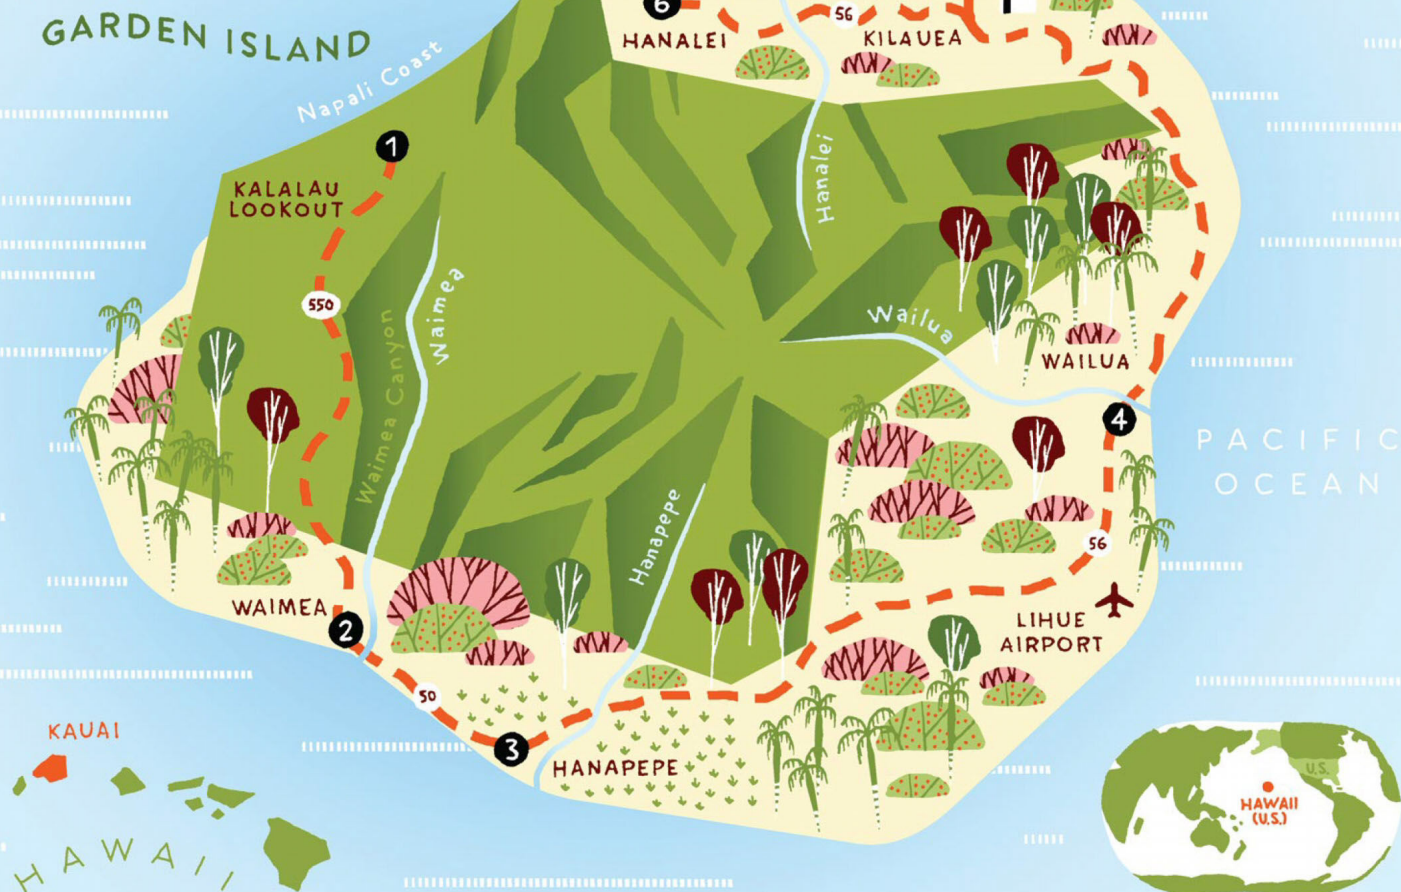 GARDEN ISLAND
Napali Coast
6
HANALEI
56
KILAUEA
1
KALALAU
LOOKOUT
Hanalei
550
Waimea
Waimea Canyon
Wailua
WAILUA
4
PACIFIC
OCEAN
Hanapepe
56
WAIMEA
2
LIHUE
AIRPORT
50
3
HANAPEPE
KAUAI
HAWAII
U.S.
HAWAII
(U.S.)